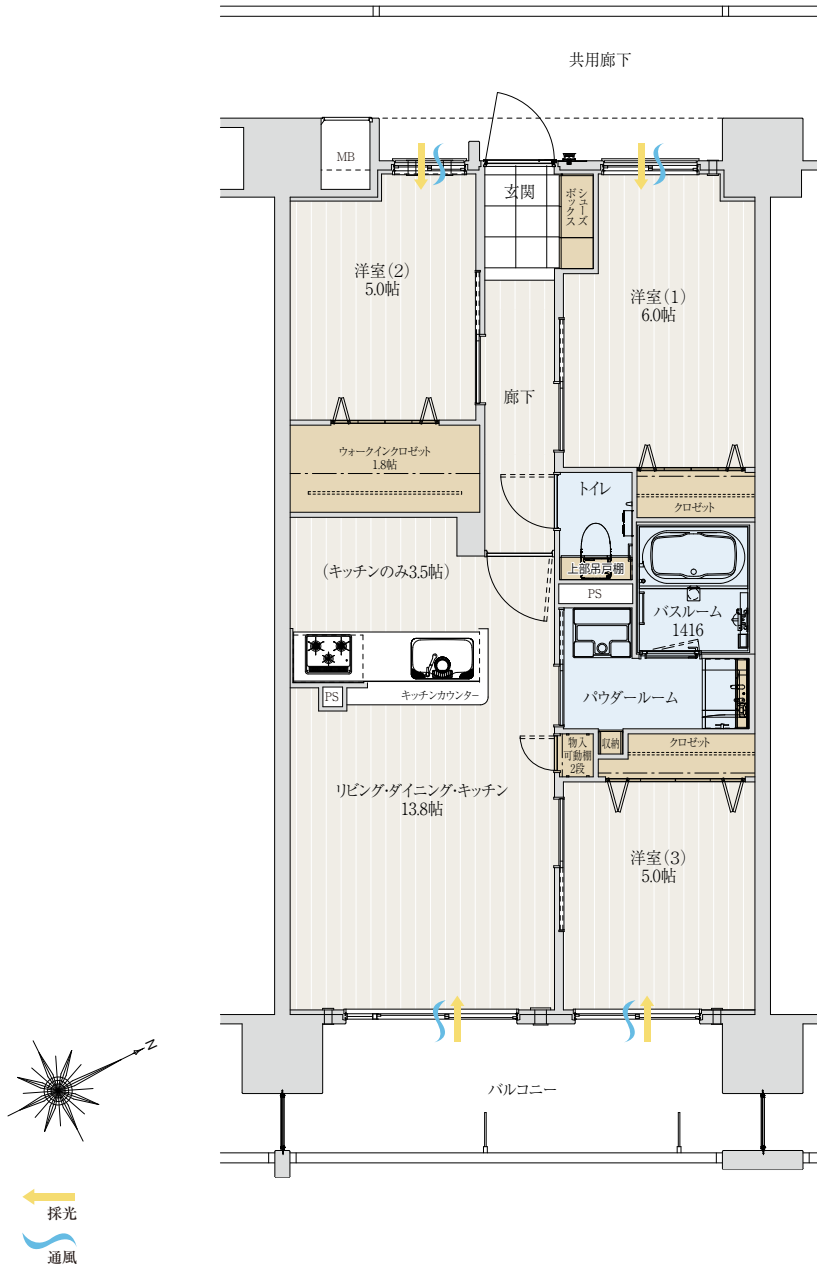 共用廊下
MB
玄関
シューズ
ボックス
洋室(2)
5.0帖
洋室(1)
6.0帖
廊下
ウォークインクロゼット
1.8帖
トイレ
クロゼット
上部吊戸棚
(キッチンのみ3.5帖)
PS
バスルーム
1416
PS
キッチンカウンター
パウダールーム
物入
可動棚
2段
収納
クロゼット
リビング・ダイニング・キッチン
13.8帖
洋室(3)
5.0帖
N
バルコニー
採光
通風